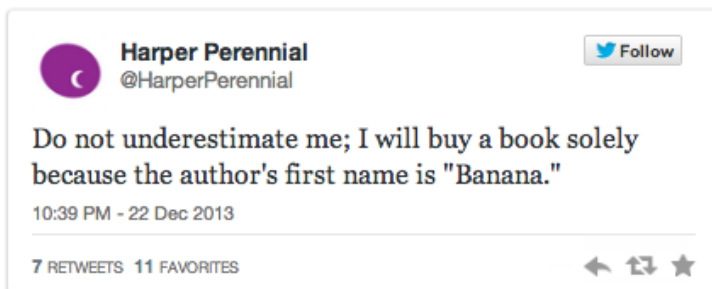 Harper Perennial
@HarperPerennial
Follow
Do not underestimate me; I will buy a book solely
because the author's first name is "Banana."
10:39 PM - 22 Dec 2013
7 RETWEETS 11 FAVORITES